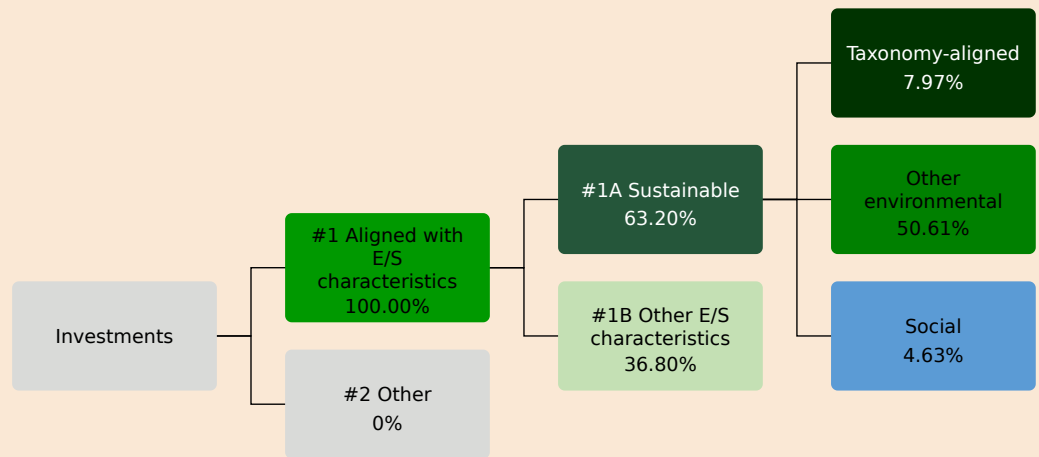 Investments
#1 Aligned with
E/S
characteristics
100.00%
#2 Other
0%
#1A Sustainable
63.20%
#1B Other E/S
characteristics
36.80%
Taxonomy-aligned
7.97%
Other
environmental
50.61%
Social
4.63%